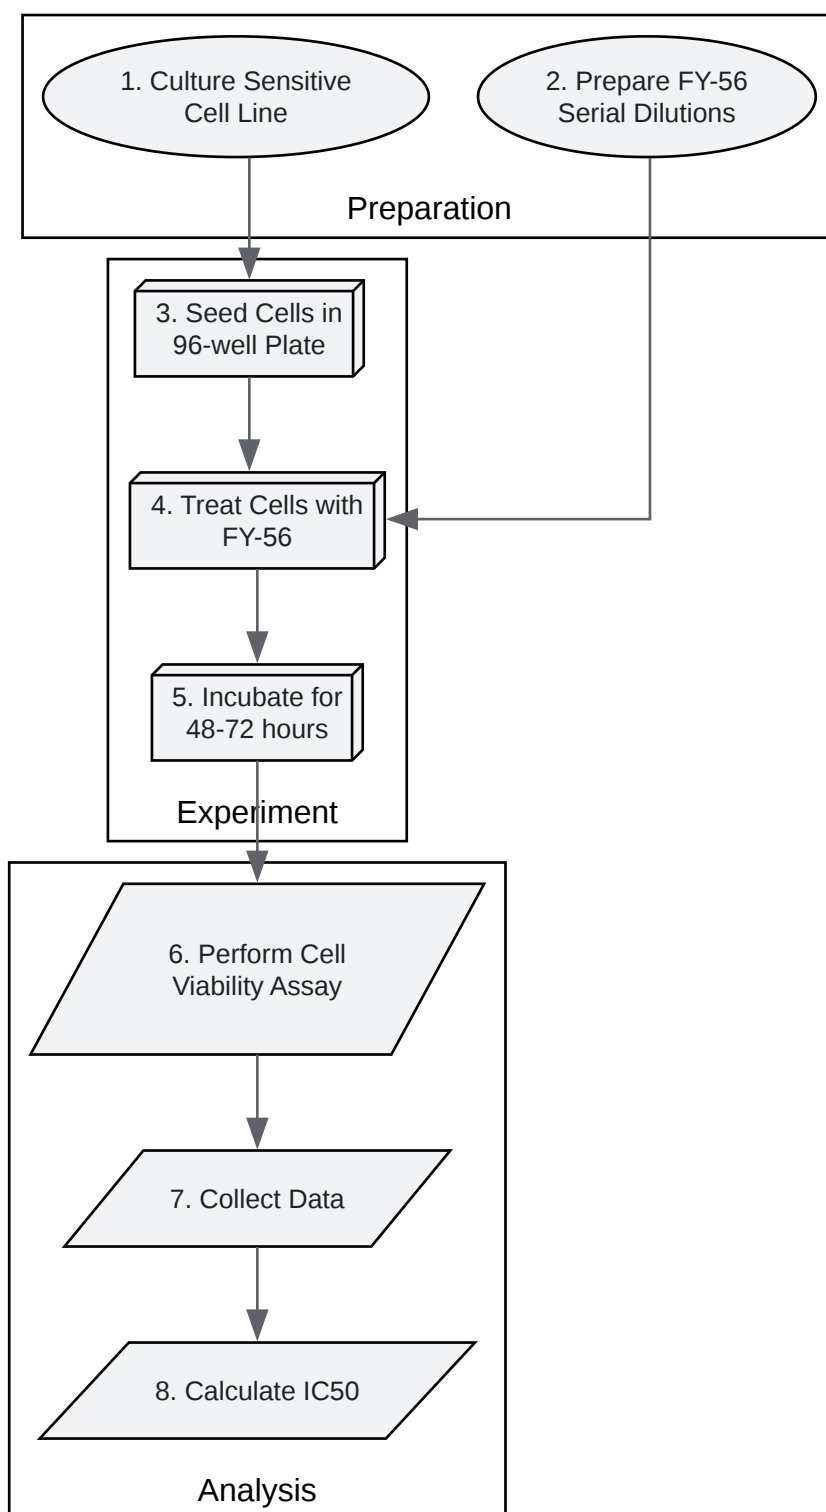 1. Culture Sensitive
Cell Line
2. Prepare FY-56
Serial Dilutions
Preparation
3. Seed Cells in
96-well Plate
4. Treat Cells with
FY-56
5. Incubate for
48-72 hours
Experiment
6. Perform Cell
Viability Assay
7. Collect Data
8. Calculate IC50
Analysis